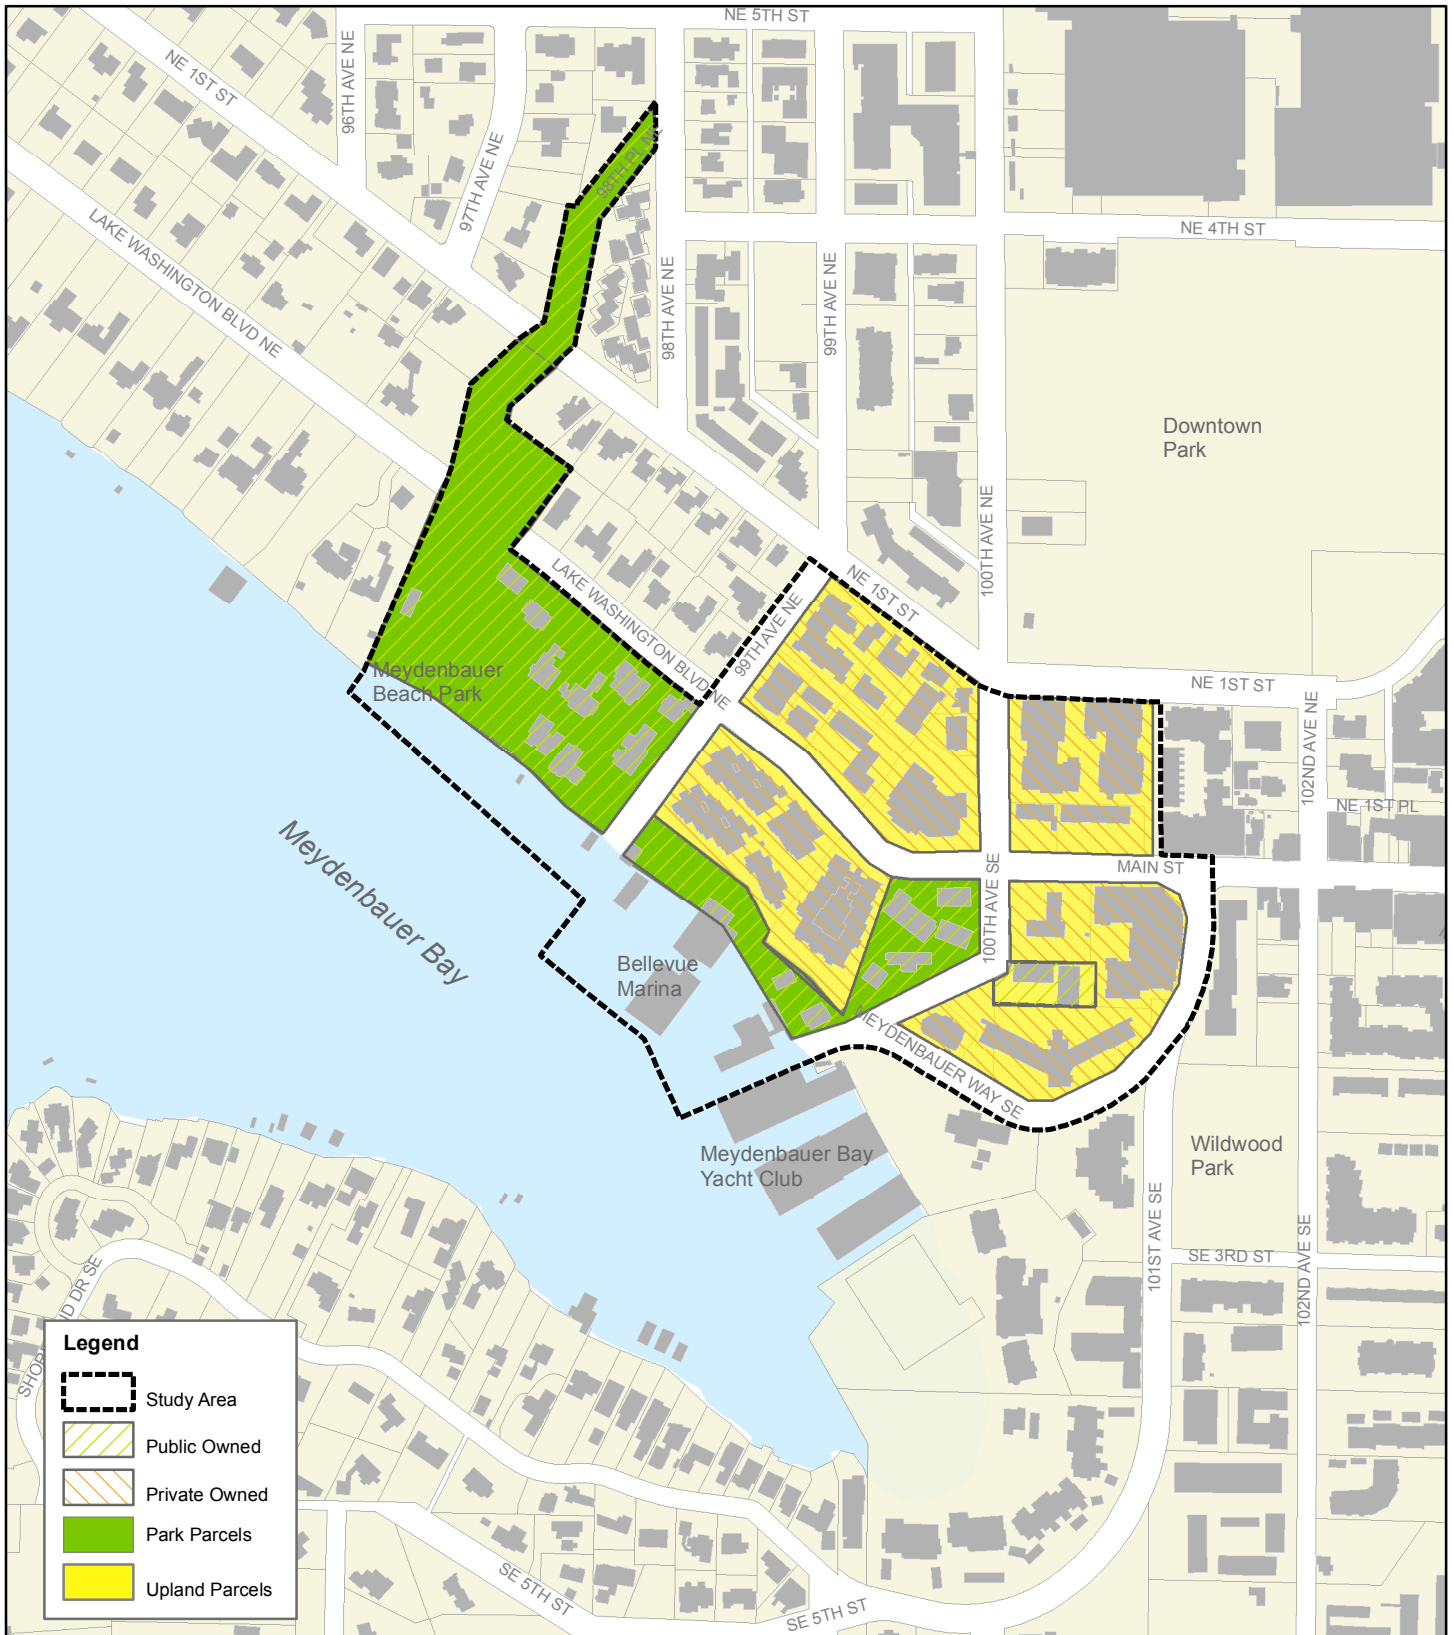 NE 5TH ST
NE 1ST ST
96TH AVE NE
97TH AVE NE
98TH PL NE
LAKE WASHINGTON BLVD NE
NE 4TH ST
98TH AVE NE
99TH AVE NE
100TH AVE NE
Downtown
Park
LAKE WASHINGTON BLVD NE
99TH AVE NE
NE 1ST ST
NE 1ST ST
Meydenbauer
Beach Park
102ND AVE NE
NE 1ST PL
MAIN ST
100TH AVE SE
Meydenbauer Bay
Bellevue
Marina
MEYDENBAUER WAY SE
Meydenbauer Bay
Yacht Club
Wildwood
Park
101ST AVE SE
SE 3RD ST
102ND AVE SE
SE 5TH ST
SE 5TH ST
Legend
Study Area
Public Owned
Private Owned
Park Parcels
Upland Parcels